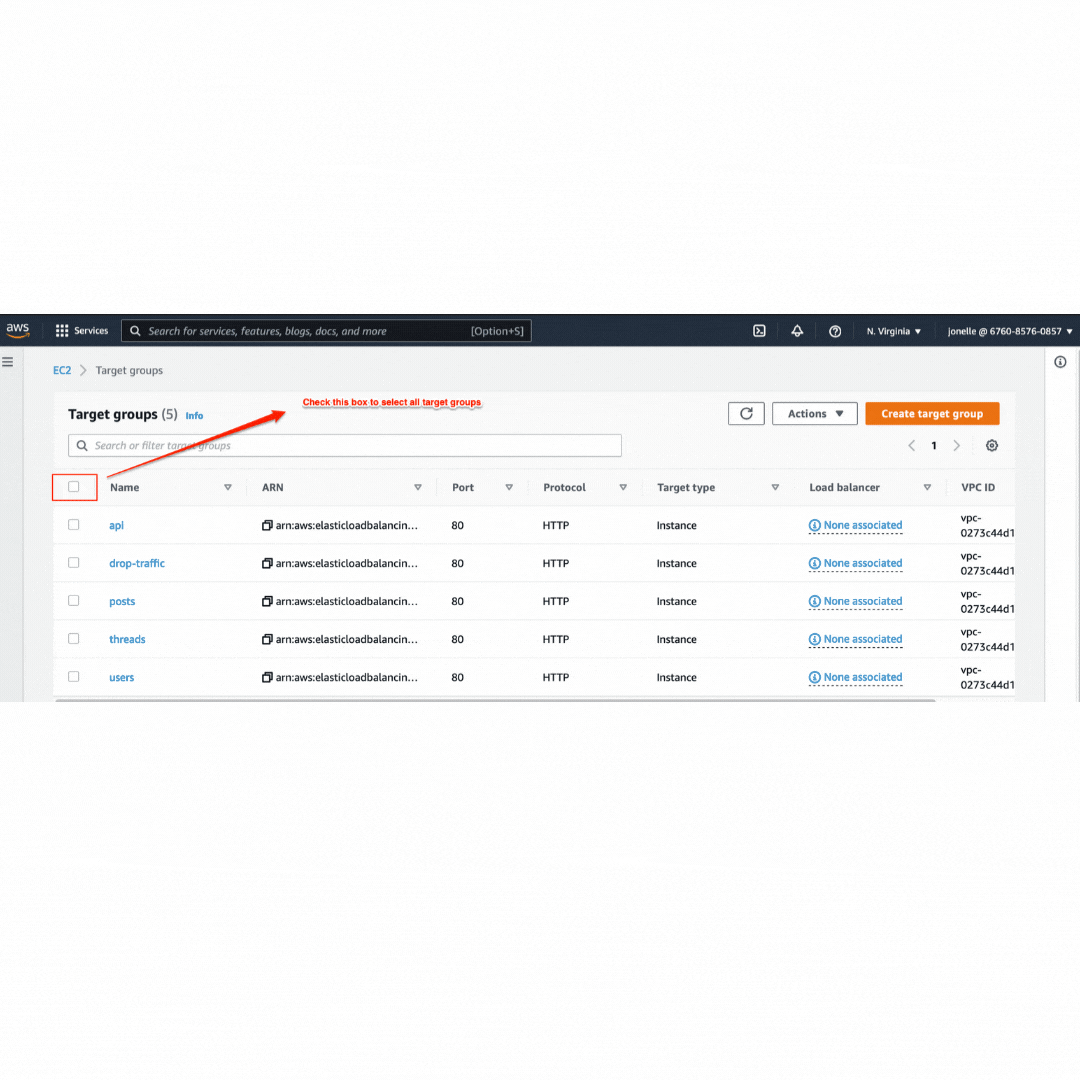 aws Services Search for services, features, blogs, docs, and more [Option+S] N. Virginia ▼ jonelle @ 6760-8576-0857 ▼
EC2 > Target groups
Check this box to select all target groups
Target groups (5) Info Actions ▼ Create target group
Search or filter target groups < 1 >
Name ARN Port Protocol Target type Load balancer VPC ID
api arn:aws:elasticloadbalancin... 80 HTTP Instance None associated vpc-
0273c44d1
drop-traffic arn:aws:elasticloadbalancin... 80 HTTP Instance None associated vpc-
0273c44d1
posts arn:aws:elasticloadbalancin... 80 HTTP Instance None associated vpc-
0273c44d1
threads arn:aws:elasticloadbalancin... 80 HTTP Instance None associated vpc-
0273c44d1
users arn:aws:elasticloadbalancin... 80 HTTP Instance None associated vpc-
0273c44d1